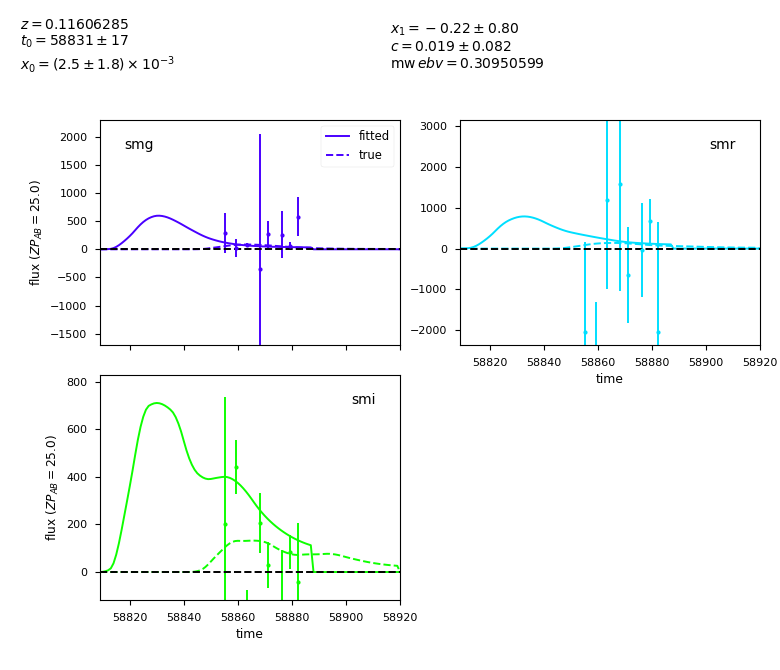 z = 0.11606285
t₀ = 58831 ± 17
x₀ = (2.5 ± 1.8) × 10⁻³
x₁ = −0.22 ± 0.80
c = 0.019 ± 0.082
mw ebv = 0.30950599
smg
fitted
true
2000
1500
1000
500
0
−500
−1000
−1500
flux (ZP_AB = 25.0)
smr
3000
2000
1000
0
−1000
−2000
58820 58840 58860 58880 58900 58920
time
smi
800
600
400
200
0
flux (ZP_AB = 25.0)
58820 58840 58860 58880 58900 58920
time